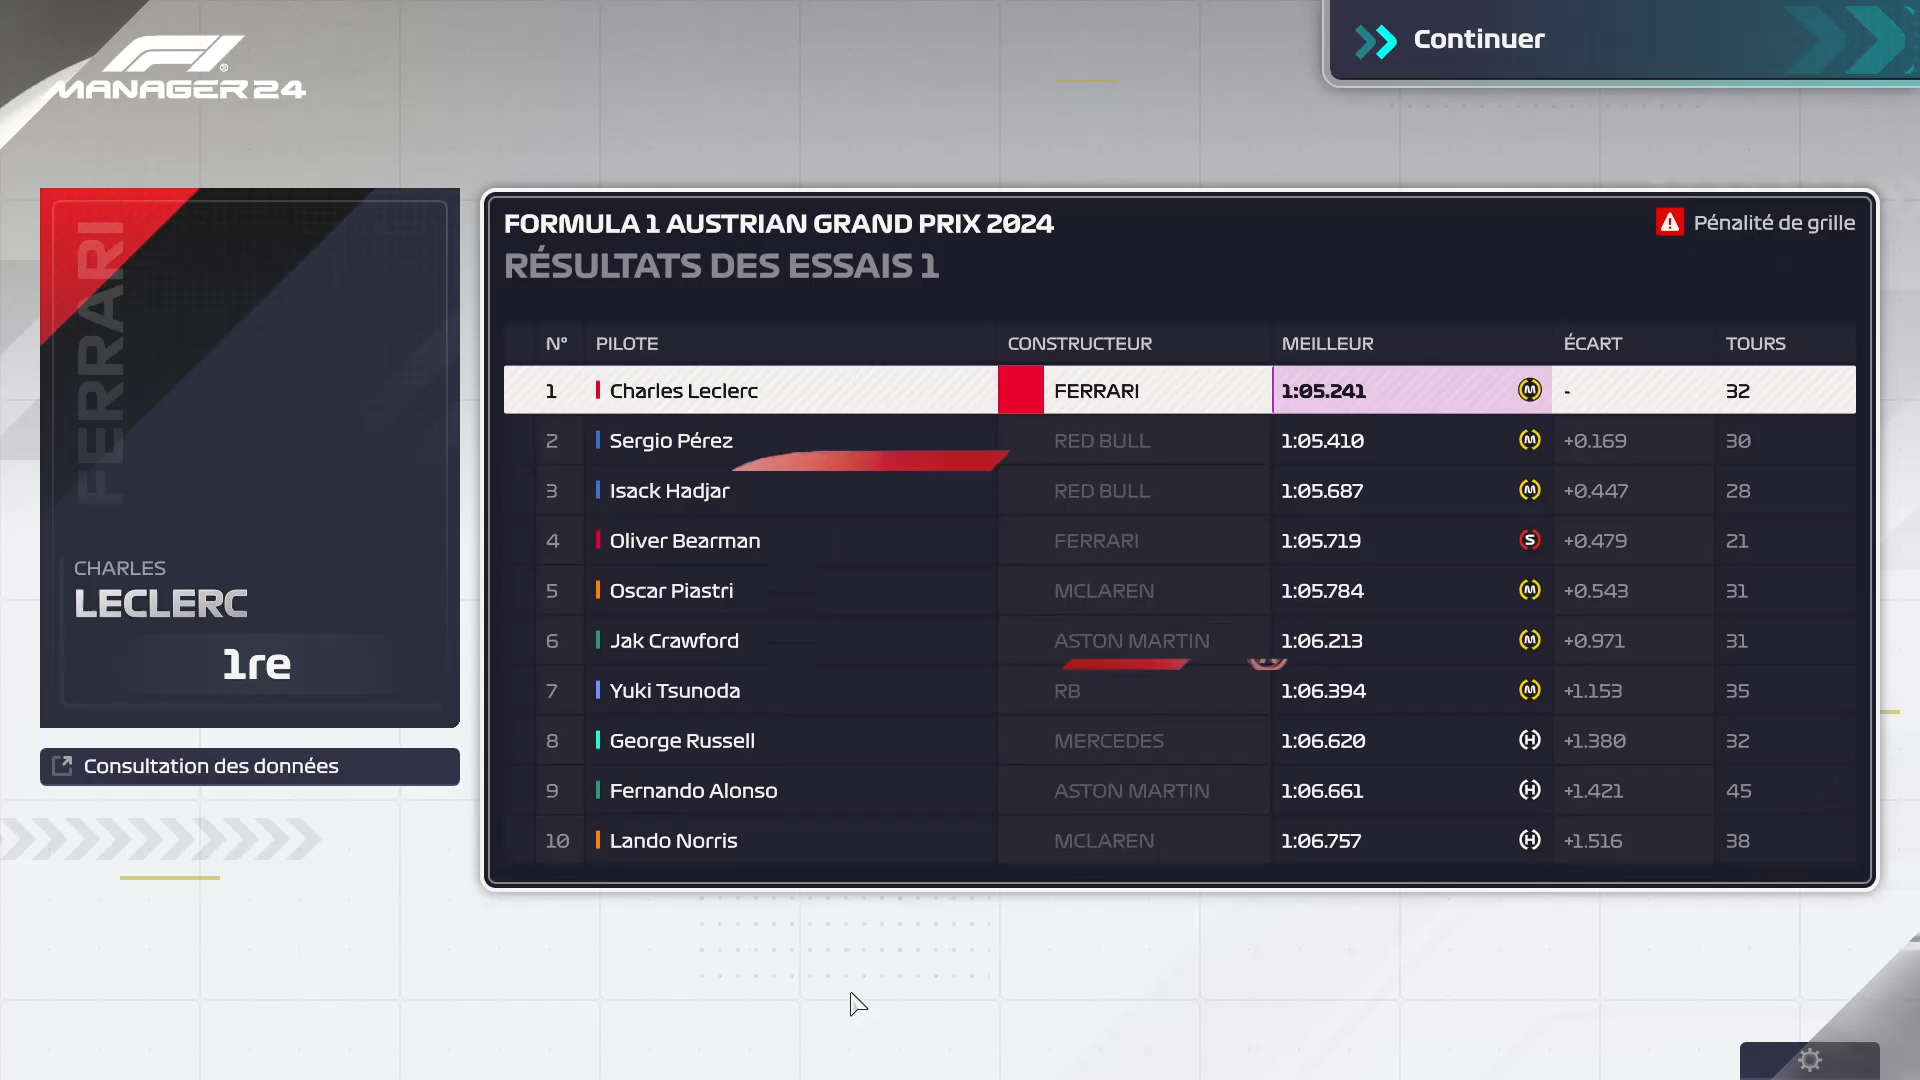 F1®
MANAGER 24
Continuer
FERRARI
CHARLES
LECLERC
1re
Consultation des données
FORMULA 1 AUSTRIAN GRAND PRIX 2024
Pénalité de grille
RÉSULTATS DES ESSAIS 1
N° PILOTE CONSTRUCTEUR MEILLEUR ÉCART TOURS
1 Charles Leclerc FERRARI 1:05.241 M - 32
2 Sergio Pérez RED BULL 1:05.410 M +0.169 30
3 Isack Hadjar RED BULL 1:05.687 M +0.447 28
4 Oliver Bearman FERRARI 1:05.719 S +0.479 21
5 Oscar Piastri MCLAREN 1:05.784 M +0.543 31
6 Jak Crawford ASTON MARTIN 1:06.213 M +0.971 31
7 Yuki Tsunoda RB 1:06.394 M +1.153 35
8 George Russell MERCEDES 1:06.620 H +1.380 32
9 Fernando Alonso ASTON MARTIN 1:06.661 H +1.421 45
10 Lando Norris MCLAREN 1:06.757 H +1.516 38